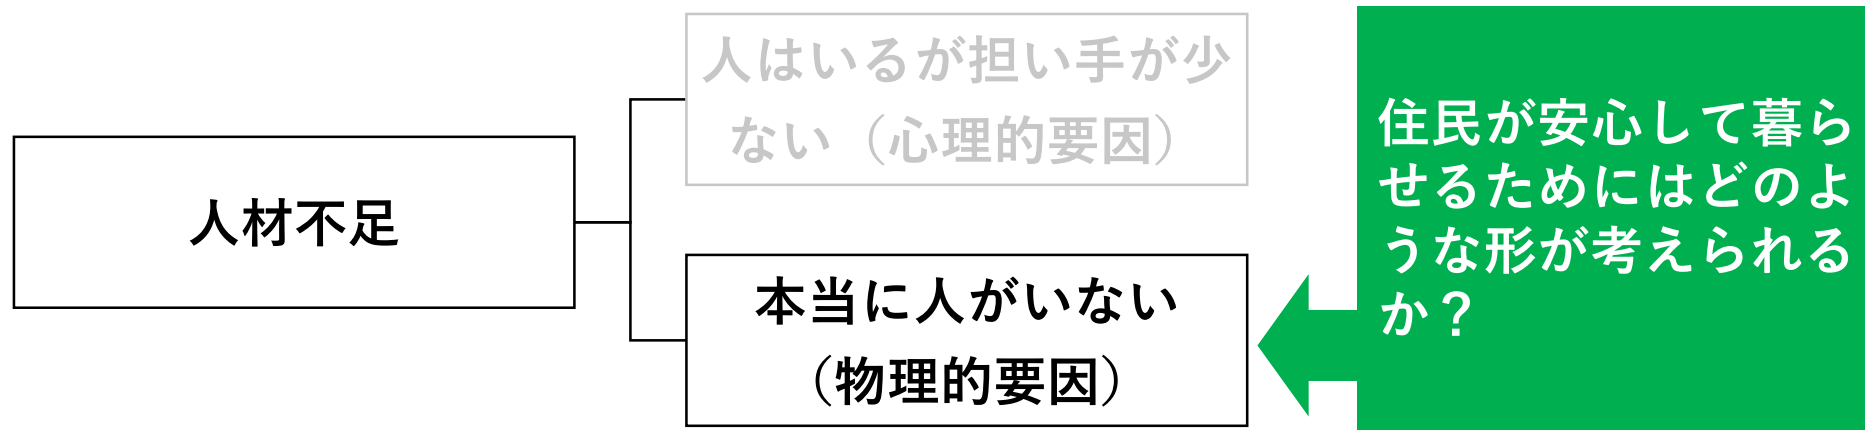 人はいるが担い手が少
ない（心理的要因）
人材不足
本当に人がいない
（物理的要因）
住民が安心して暮ら
せるためにはどのよ
うな形が考えられる
か？